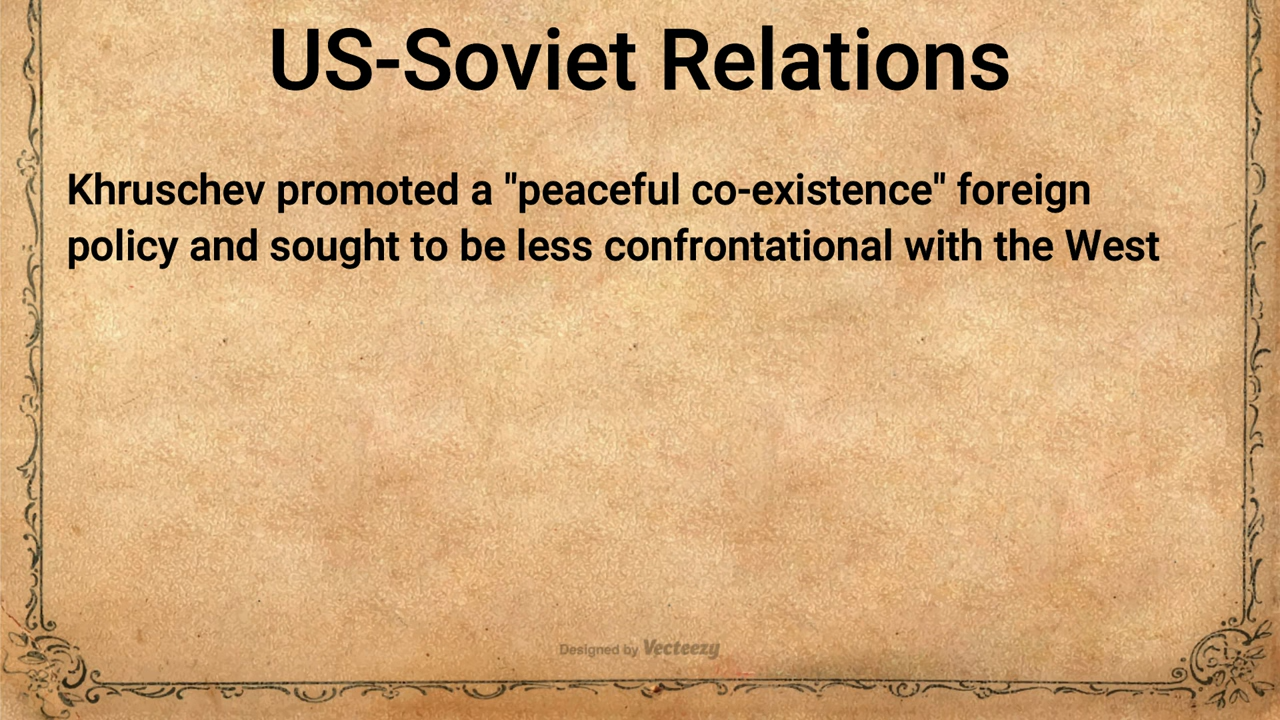 US-Soviet Relations
Khruschev promoted a "peaceful co-existence" foreign
policy and sought to be less confrontational with the West
Designed by Vecteezy